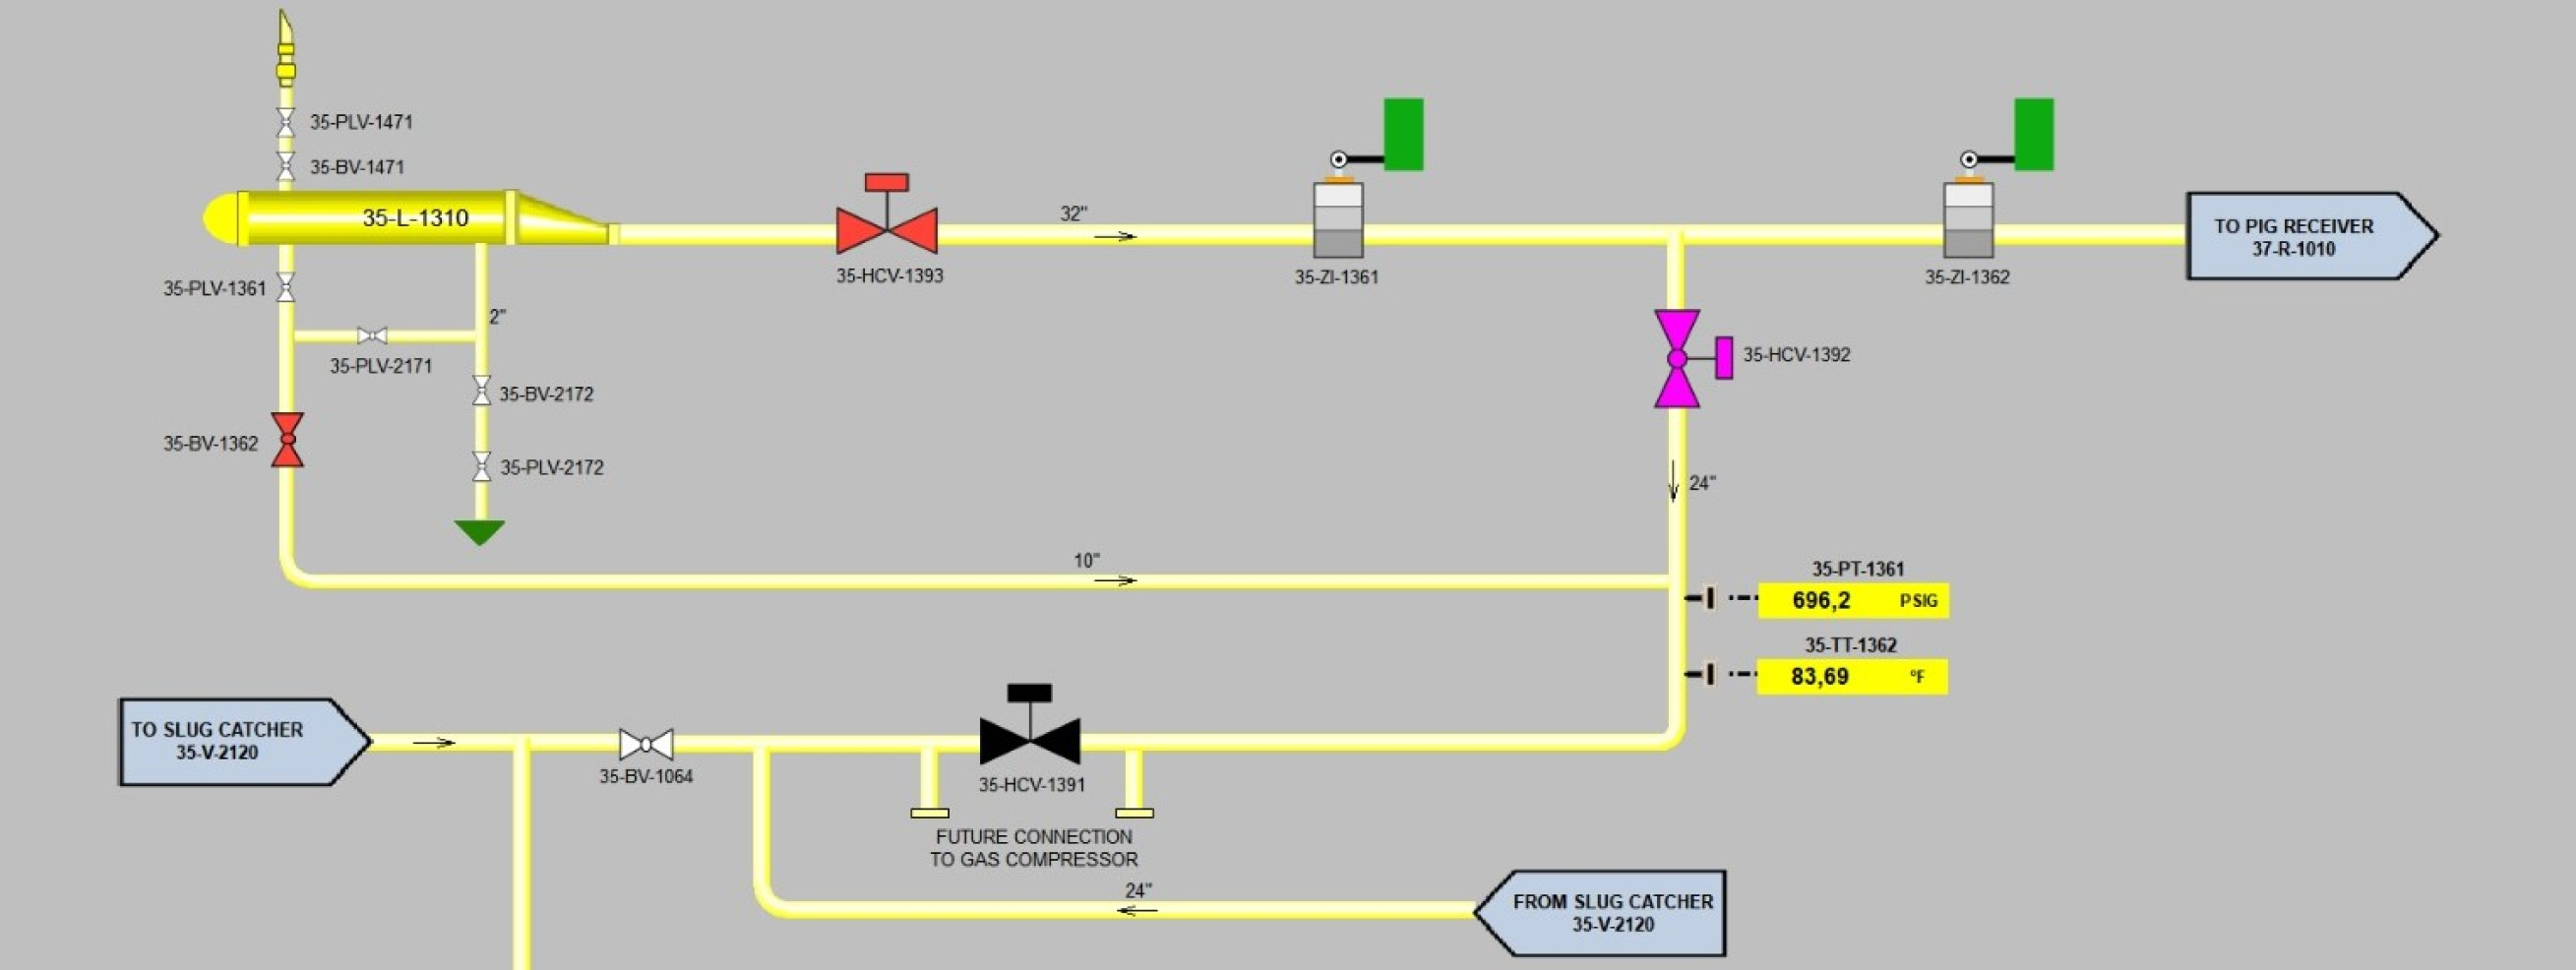 35-PLV-1471
35-BV-1471
35-L-1310
32"
35-HCV-1393
35-ZI-1361
35-ZI-1362
TO PIG RECEIVER
37-R-1010
35-PLV-1361
2"
35-PLV-2171
35-BV-2172
35-HCV-1392
35-BV-1362
35-PLV-2172
24"
10"
35-PT-1361
696,2 PSIG
35-TT-1362
83,69 ºF
TO SLUG CATCHER
35-V-2120
35-BV-1064
35-HCV-1391
FUTURE CONNECTION
TO GAS COMPRESSOR
24"
FROM SLUG CATCHER
35-V-2120